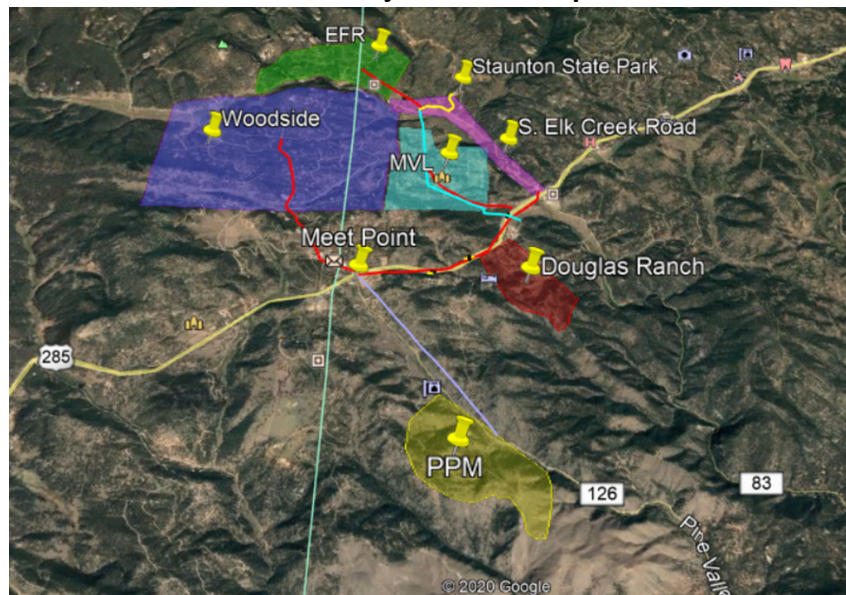 EFR
Staunton State Park
Woodside
S. Elk Creek Road
MVL
Meet Point
Douglas Ranch
285
PPM
126
83
Pine Valle
© 2020 Google